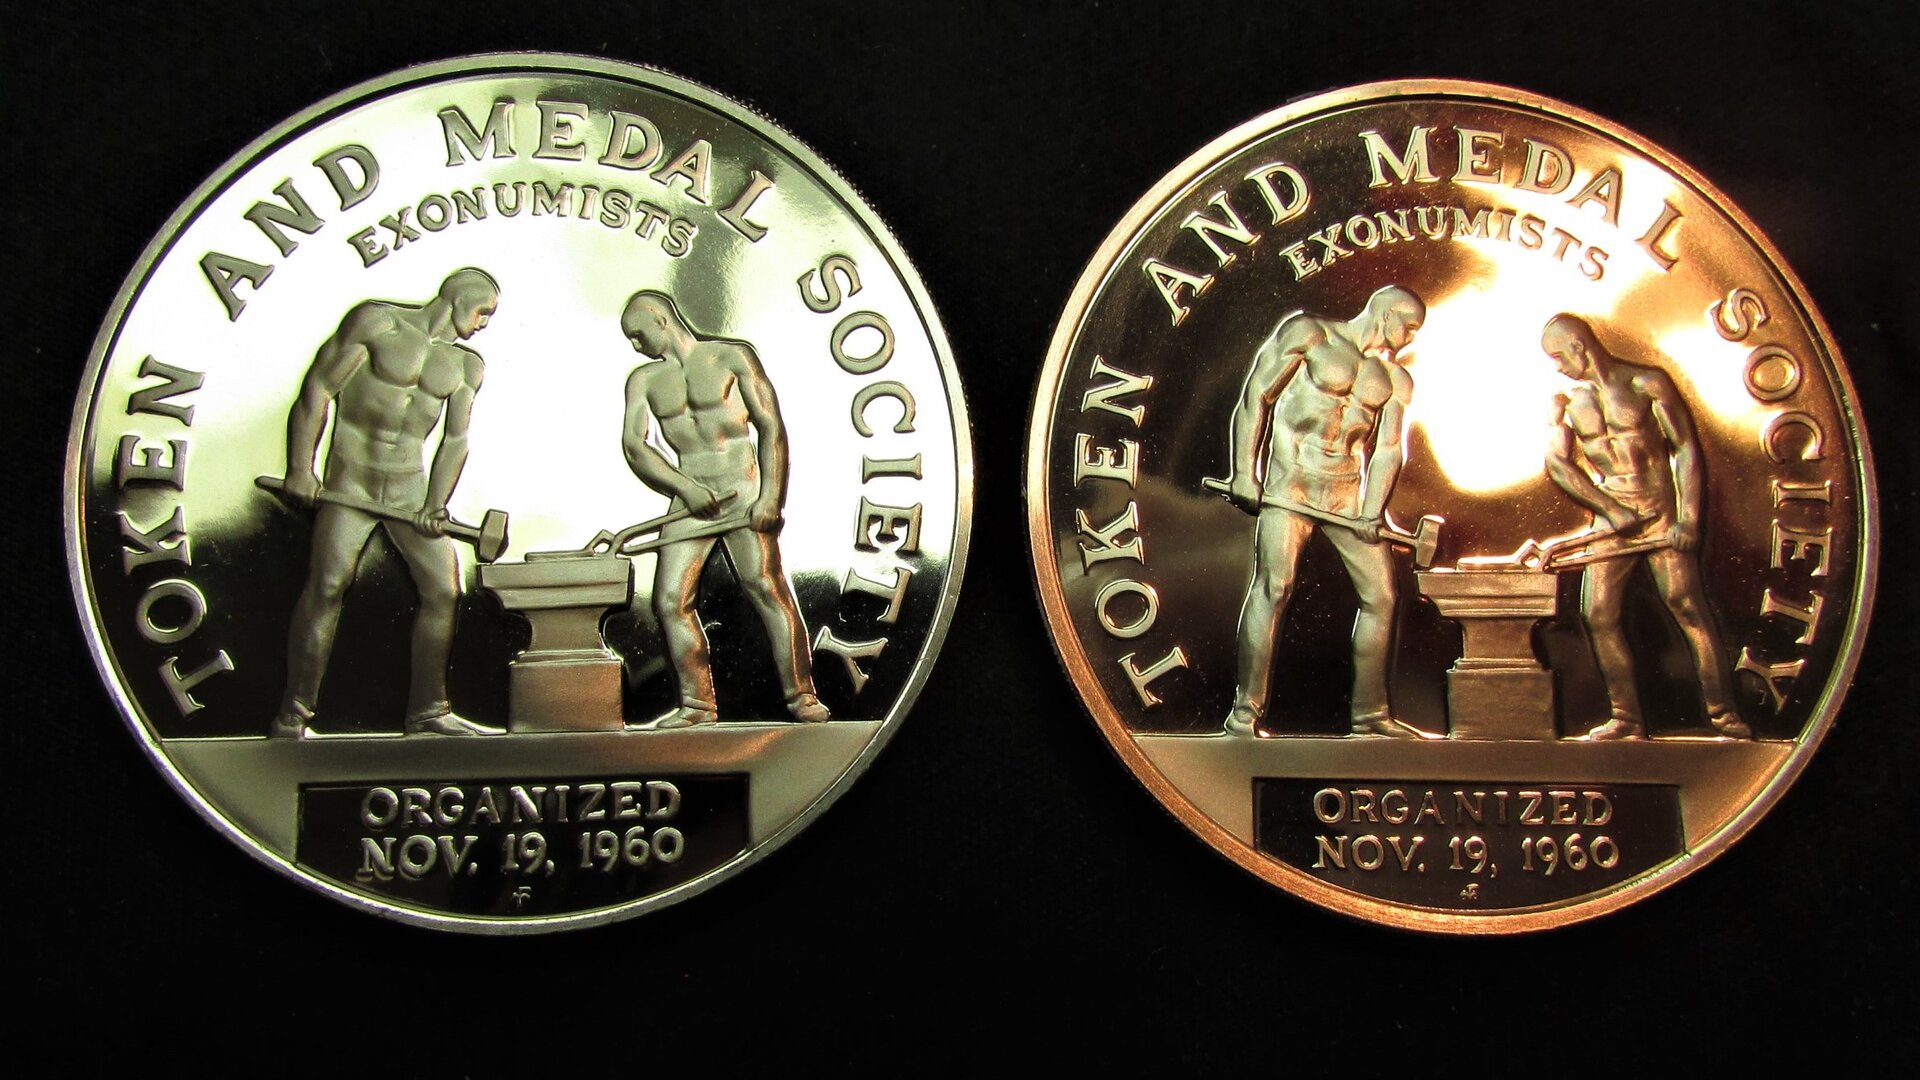 TOKEN AND MEDAL SOCIETY
EXONUMISTS
ORGANIZED
NOV. 19, 1960
TOKEN AND MEDAL SOCIETY
EXONUMISTS
ORGANIZED
NOV. 19, 1960